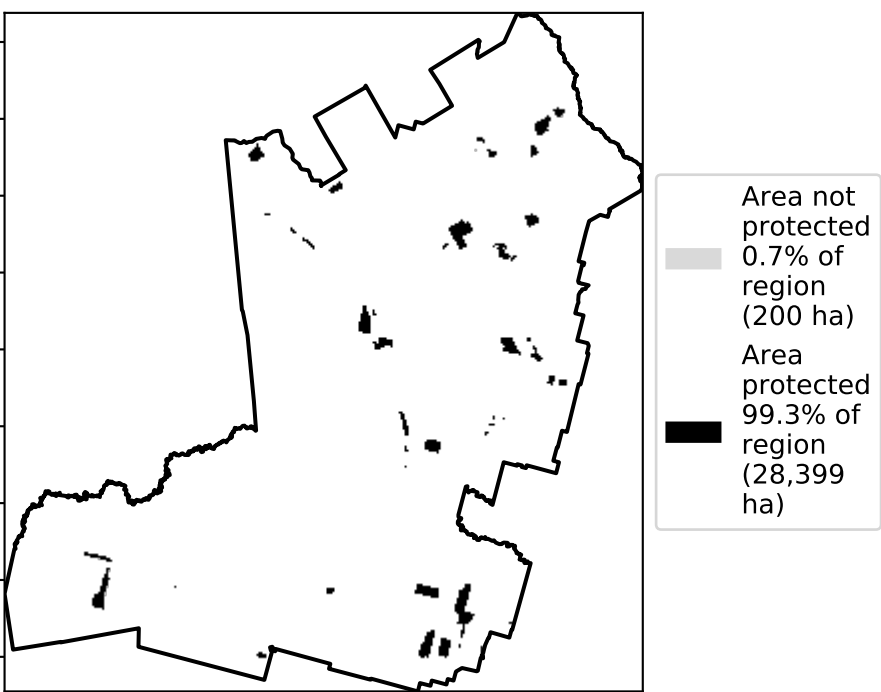 Area not
protected
0.7% of
region
(200 ha)
Area
protected
99.3% of
region
(28,399
ha)